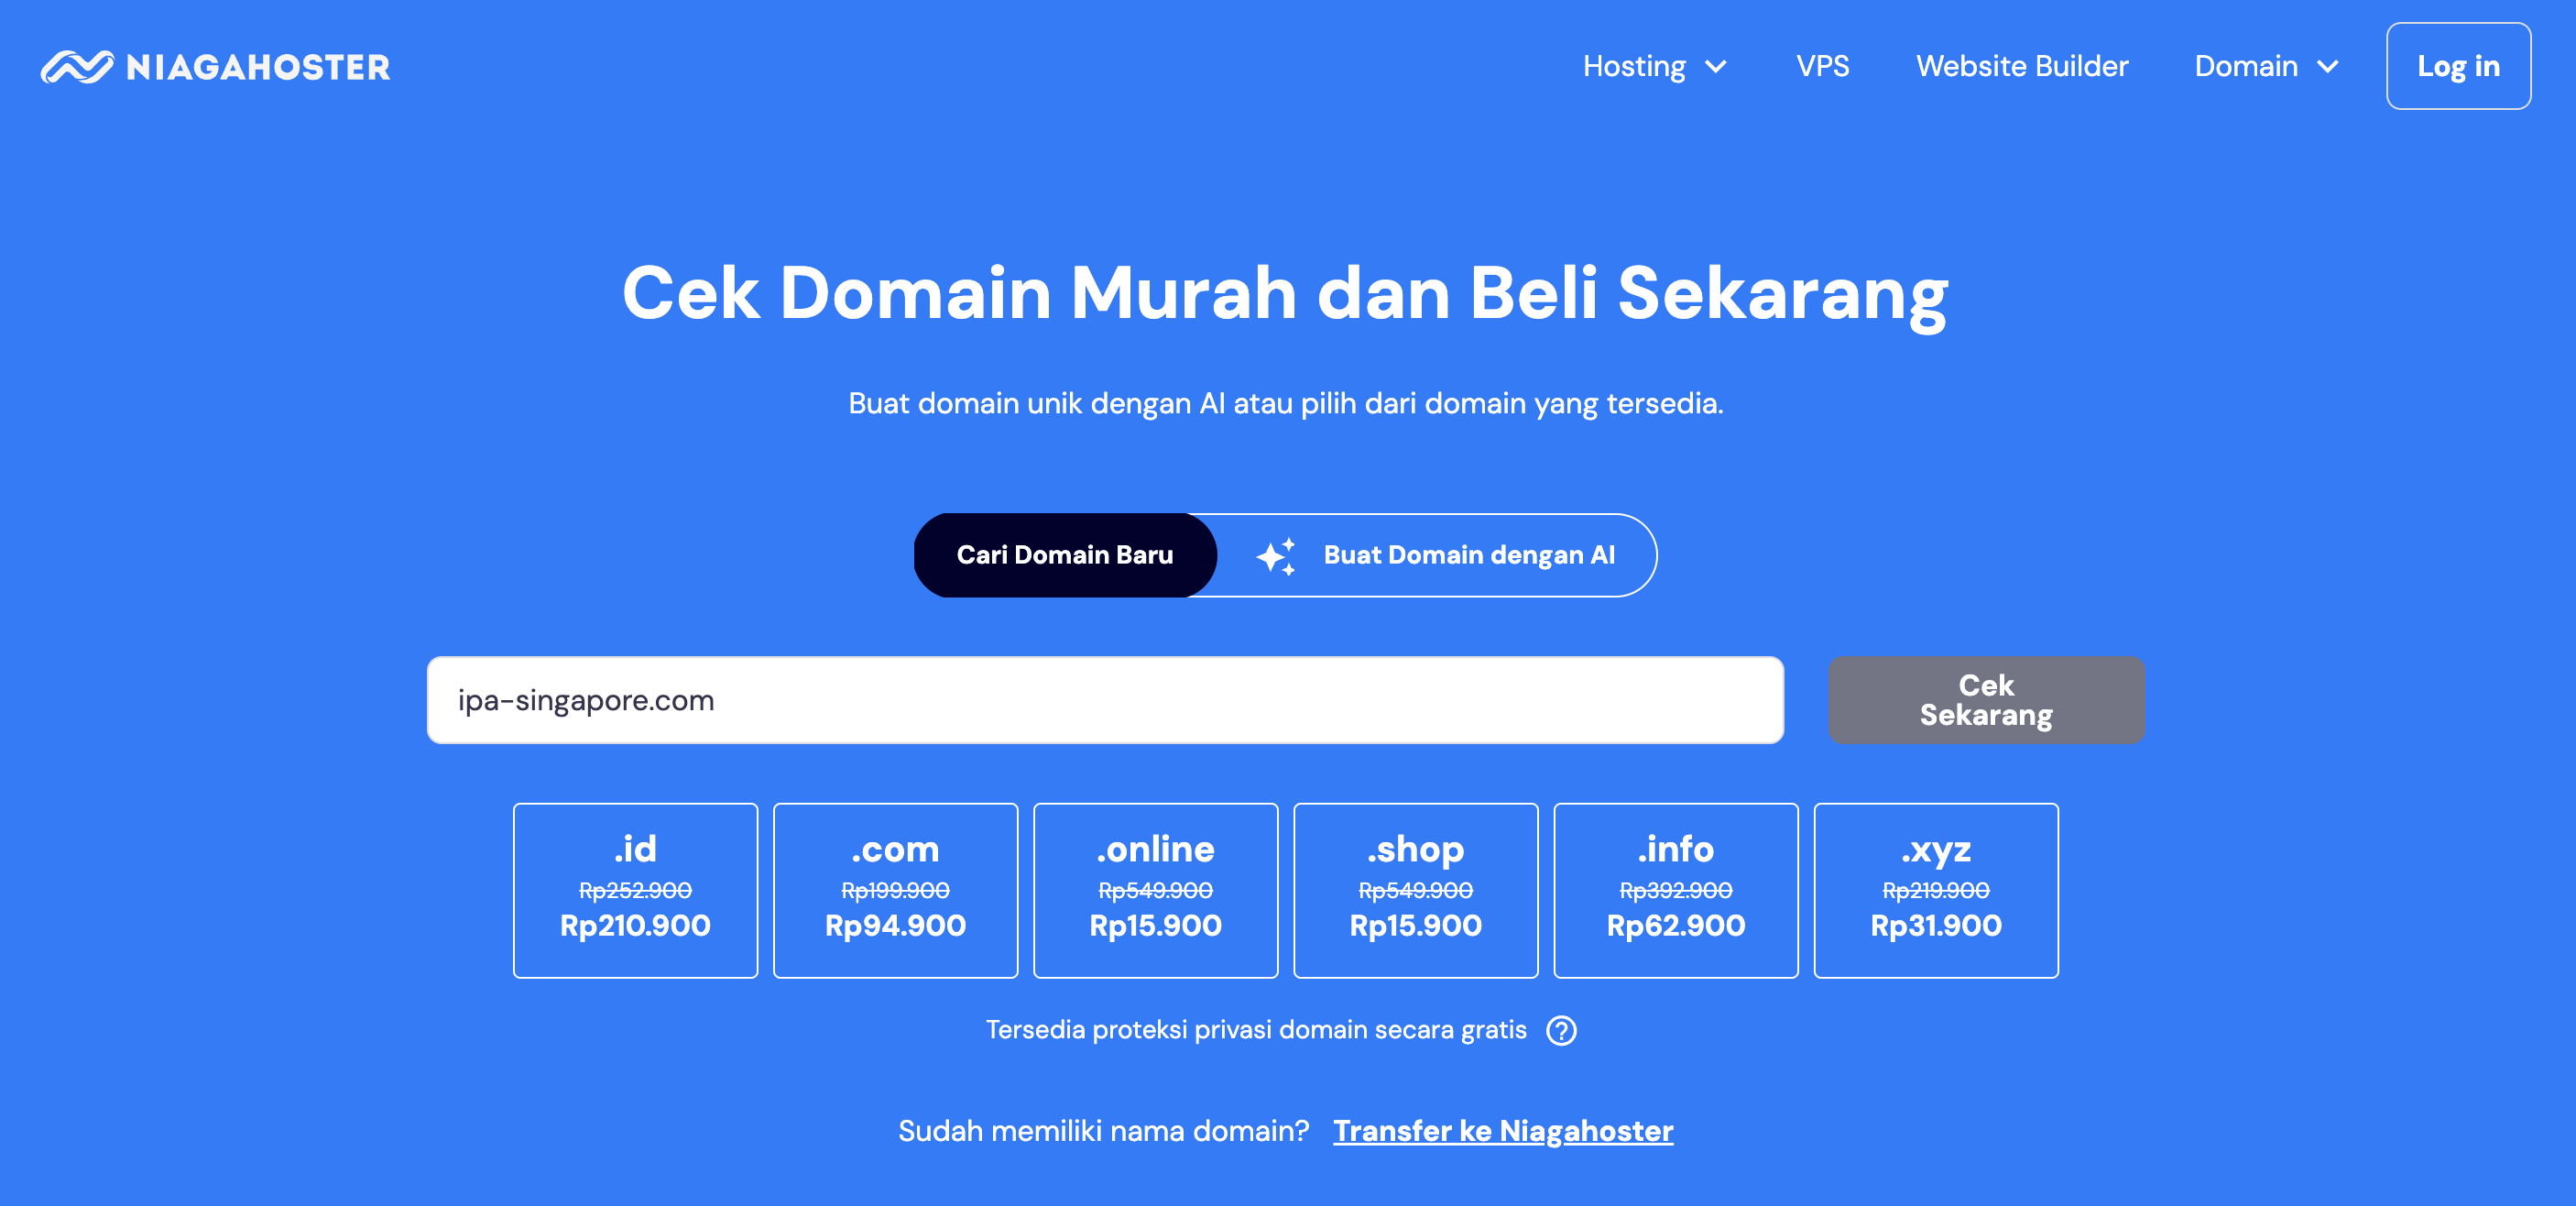 NIAGAHOSTER
Hosting VPS Website Builder Domain Log in
Cek Domain Murah dan Beli Sekarang
Buat domain unik dengan AI atau pilih dari domain yang tersedia.
Cari Domain Baru Buat Domain dengan AI
ipa-singapore.com
Cek
Sekarang
.id
Rp252.900
Rp210.900
.com
Rp199.900
Rp94.900
.online
Rp549.900
Rp15.900
.shop
Rp549.900
Rp15.900
.info
Rp392.900
Rp62.900
.xyz
Rp219.900
Rp31.900
Tersedia proteksi privasi domain secara gratis ?
Sudah memiliki nama domain? Transfer ke Niagahoster